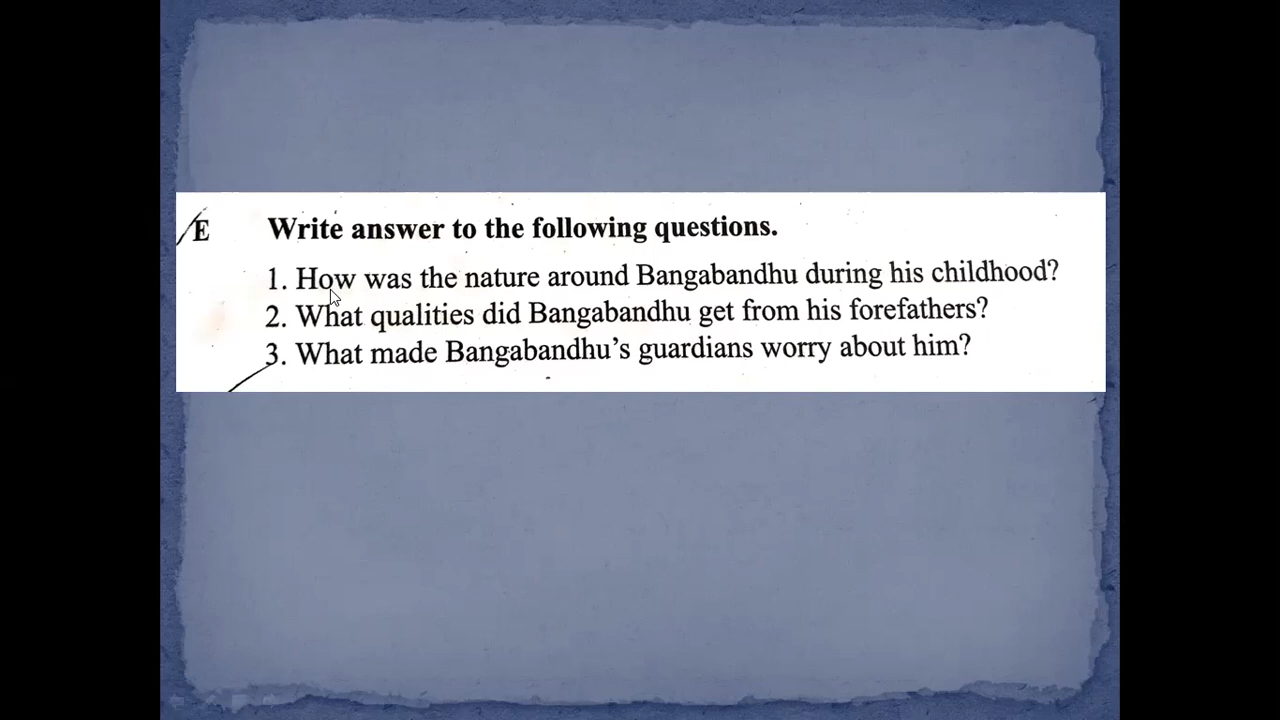 E Write answer to the following questions.
1. How was the nature around Bangabandhu during his childhood?
2. What qualities did Bangabandhu get from his forefathers?
3. What made Bangabandhu’s guardians worry about him?